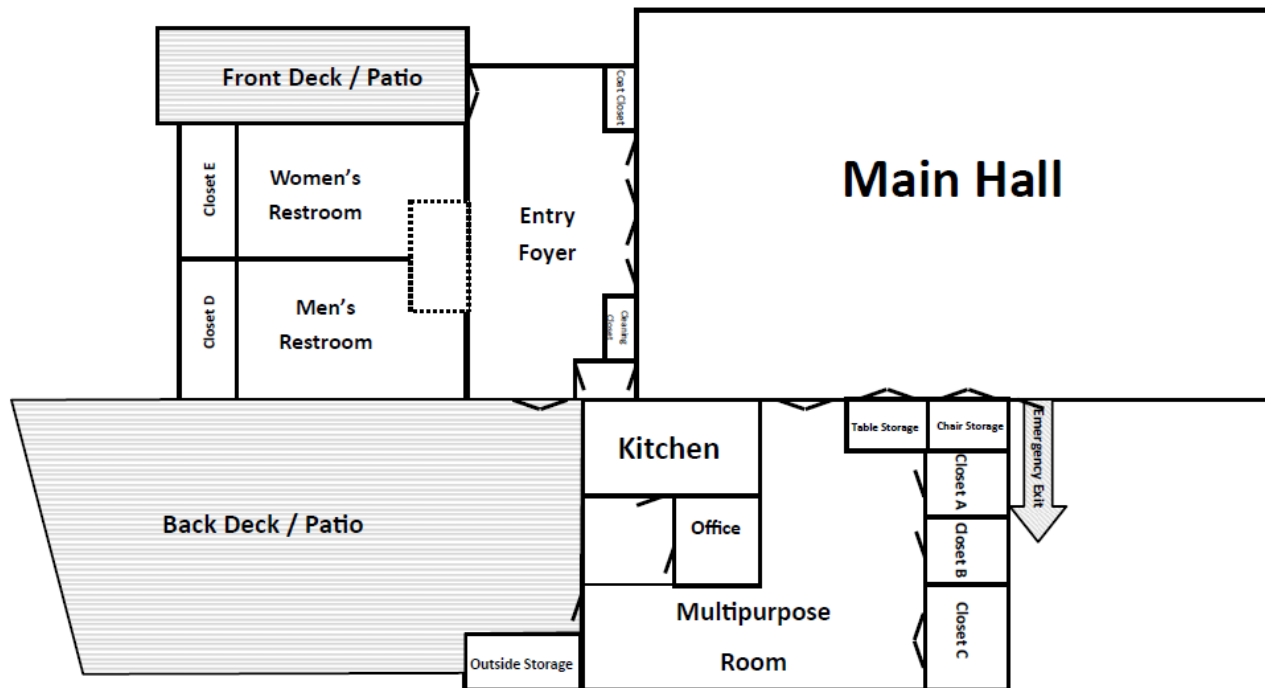 Front Deck / Patio
Coat Closet
Main Hall
Closet E
Women's
Restroom
Entry
Foyer
Closet D
Men's
Restroom
Cleaning
Closet
Kitchen
Table Storage
Chair Storage
Emergency Exit
Closet A
Back Deck / Patio
Office
Closet B
Multipurpose
Room
Closet C
Outside Storage